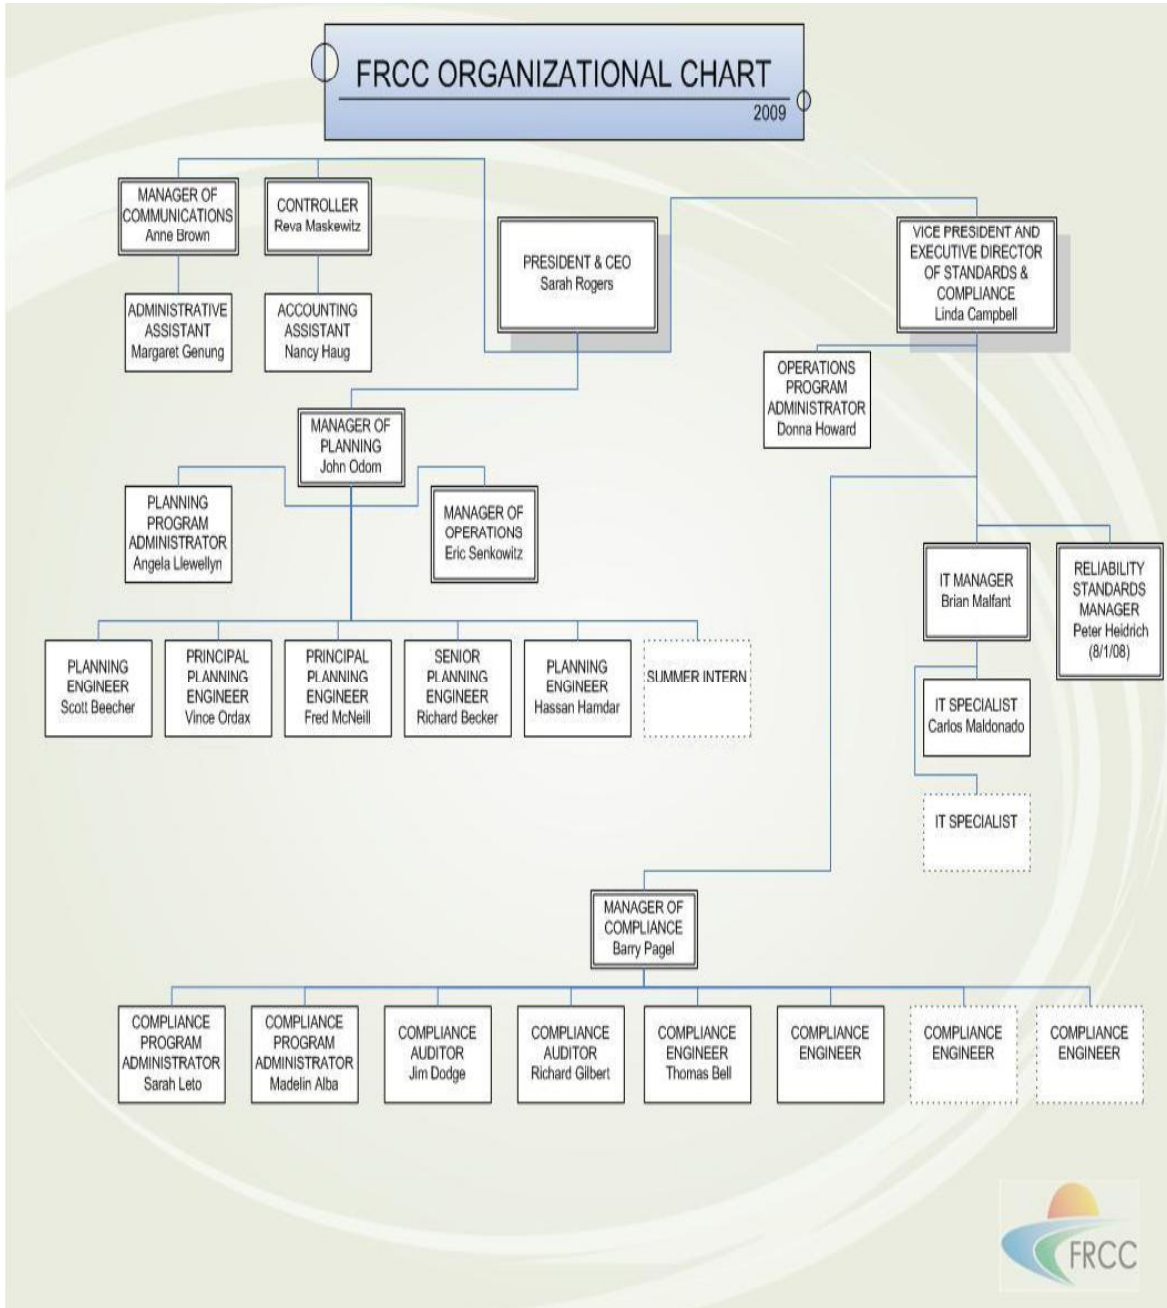 FRCC ORGANIZATIONAL CHART
2009
MANAGER OF
COMMUNICATIONS
Anne Brown
CONTROLLER
Reva Maskewitz
PRESIDENT & CEO
Sarah Rogers
VICE PRESIDENT AND
EXECUTIVE DIRECTOR
OF STANDARDS &
COMPLIANCE
Linda Campbell
ADMINISTRATIVE
ASSISTANT
Margaret Genung
ACCOUNTING
ASSISTANT
Nancy Haug
OPERATIONS
PROGRAM
ADMINISTRATOR
Donna Howard
MANAGER OF
PLANNING
John Odom
PLANNING
PROGRAM
ADMINISTRATOR
Angela Llewellyn
MANAGER OF
OPERATIONS
Eric Senkowitz
IT MANAGER
Brian Malfant
RELIABILITY
STANDARDS
MANAGER
Peter Heidrich
(8/1/08)
PLANNING
ENGINEER
Scott Beecher
PRINCIPAL
PLANNING
ENGINEER
Vince Ordax
PRINCIPAL
PLANNING
ENGINEER
Fred McNeill
SENIOR
PLANNING
ENGINEER
Richard Becker
PLANNING
ENGINEER
Hassan Hamdar
SUMMER INTERN
IT SPECIALIST
Carlos Maldonado
IT SPECIALIST
MANAGER OF
COMPLIANCE
Barry Pagel
COMPLIANCE
PROGRAM
ADMINISTRATOR
Sarah Leto
COMPLIANCE
PROGRAM
ADMINISTRATOR
Madelin Alba
COMPLIANCE
AUDITOR
Jim Dodge
COMPLIANCE
AUDITOR
Richard Gilbert
COMPLIANCE
ENGINEER
Thomas Bell
COMPLIANCE
ENGINEER
COMPLIANCE
ENGINEER
COMPLIANCE
ENGINEER
FRCC